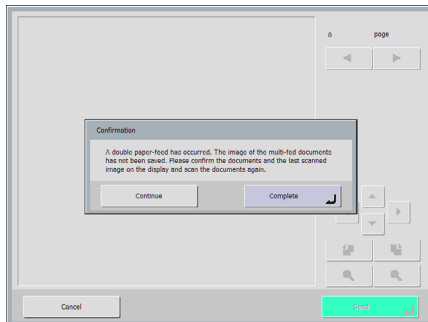 0 page
Confirmation
A double paper-feed has occurred. The image of the multi-fed documents
has not been saved. Please confirm the documents and the last scanned
image on the display and scan the documents again.
Continue Complete
Cancel Send